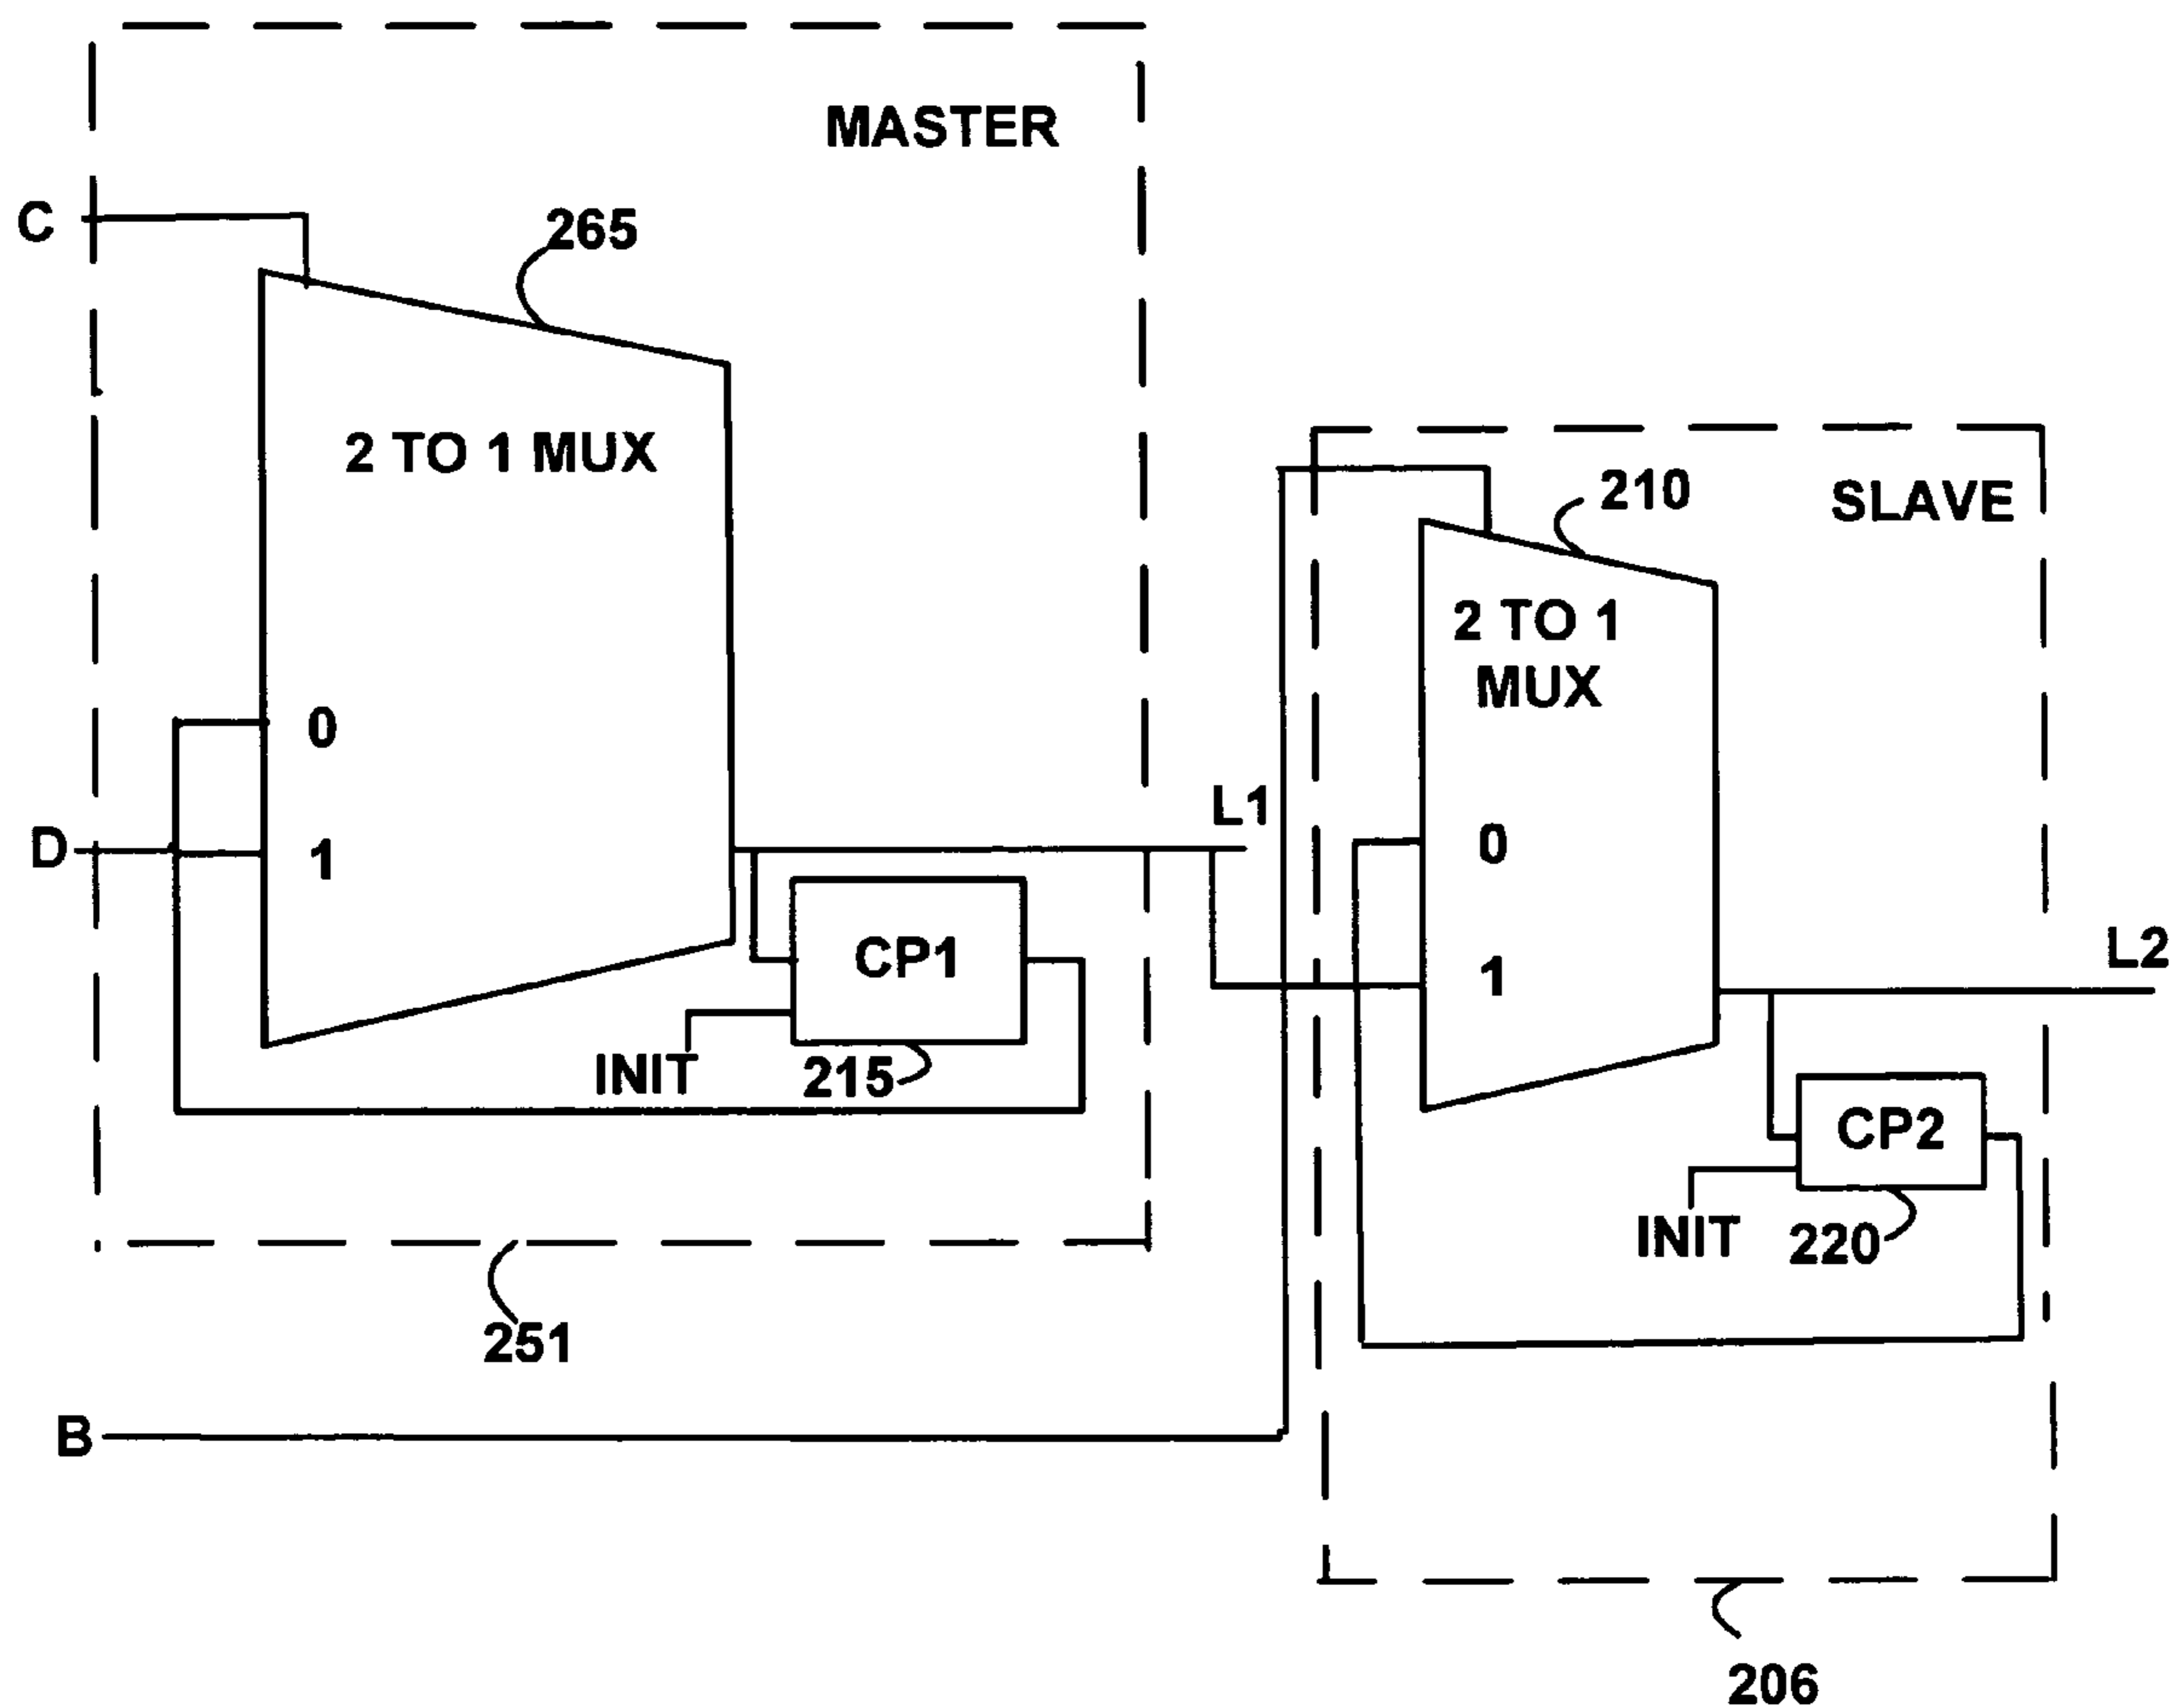 MASTER
C
265
2 TO 1 MUX
210
SLAVE
2 TO 1
MUX
0
L1
D
1
0
CP1
L2
1
INIT
215
CP2
INIT
220
251
B
206